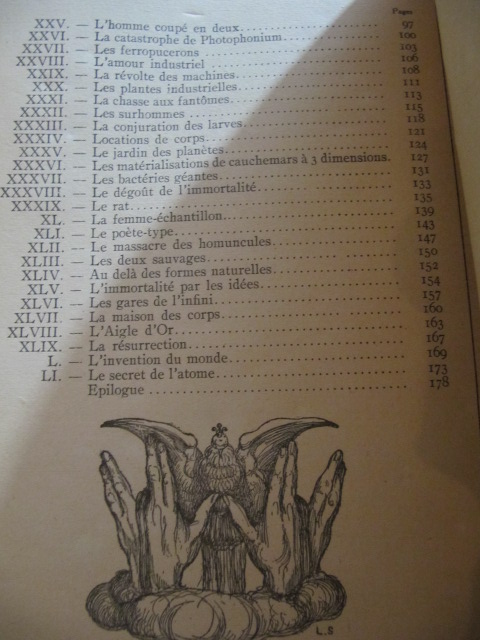 Pages
XXV. — L'homme coupé en deux 97
XXVI. — La catastrophe de Photophonium 100
XXVII. — Les ferropucerons 103
XXVIII. — L'amour industriel 106
XXIX. — La révolte des machines 108
XXX. — Les plantes industrielles 111
XXXI. — La chasse aux fantômes 113
XXXII. — Les surhommes 115
XXXIII. — La conjuration des larves 118
XXXIV. — Locations de corps 121
XXXV. — Le jardin des planètes 124
XXXVI. — Les matérialisations de cauchemars à 3 dimensions. 127
XXXVII. — Les bactéries géantes 131
XXXVIII. — Le dégoût de l'immortalité 133
XXXIX. — Le rat 135
XL. — La femme-échantillon 139
XLI. — Le poète-type 143
XLII. — Le massacre des homuncules 147
XLIII. — Les deux sauvages 150
XLIV. — Au delà des formes naturelles 152
XLV. — L'immortalité par les idées 154
XLVI. — Les gares de l'infini 157
XLVII. — La maison des corps 160
XLVIII. — L'Aigle d'Or 163
XLIX. — La résurrection 167
L. — L'invention du monde 169
LI. — Le secret de l'atome 173
Epilogue 178
L.S